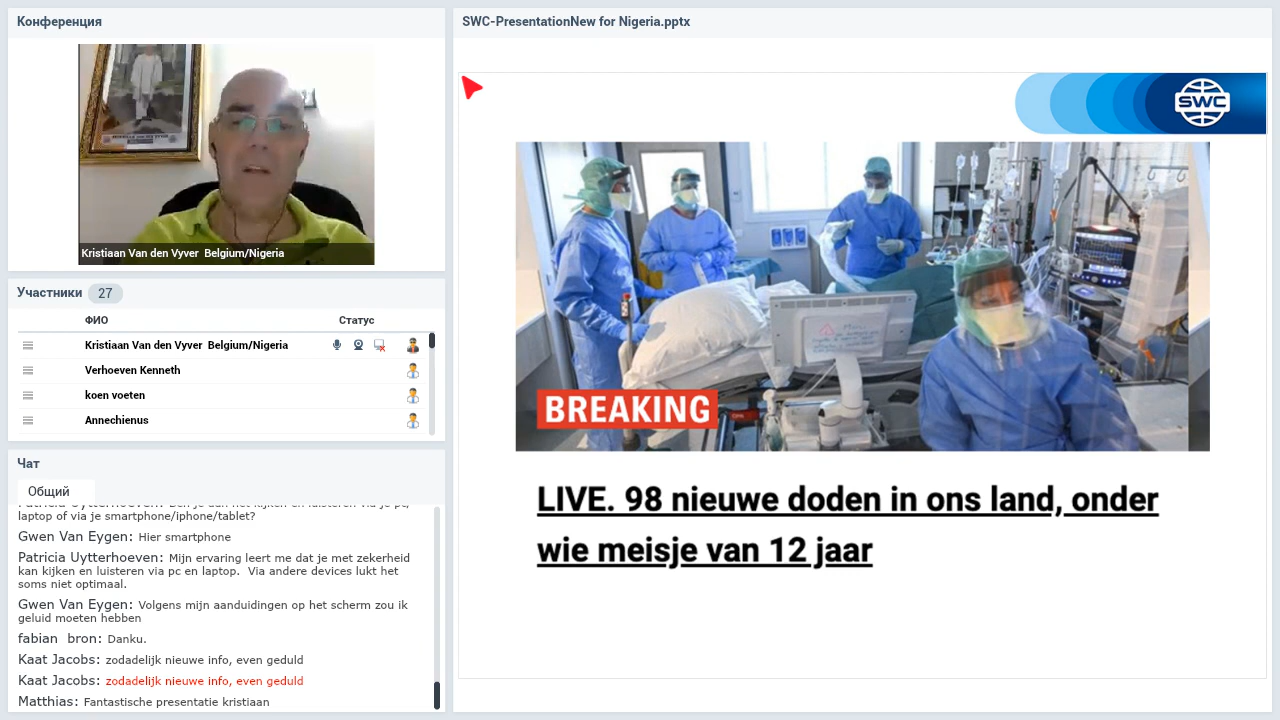 Конференция
Kristiaan Van den Vyver  Belgium/Nigeria
Участники 27
ФИО Статус
Kristiaan Van den Vyver  Belgium/Nigeria
Verhoeven Kenneth
koen voeten
Annechienus
Чат
Общий
laptop of via je smartphone/iphone/tablet?
Gwen Van Eygen: Hier smartphone
Patricia Uytterhoeven: Mijn ervaring leert me dat je met zekerheid
kan kijken en luisteren via pc en laptop.  Via andere devices lukt het
soms niet optimaal.
Gwen Van Eygen: Volgens mijn aanduidingen op het scherm zou ik
geluid moeten hebben
fabian  bron: Danku.
Kaat Jacobs: zodadelijk nieuwe info, even geduld
Kaat Jacobs: zodadelijk nieuwe info, even geduld
Matthias: Fantastische presentatie kristiaan
SWC-PresentationNew for Nigeria.pptx
SWC
BREAKING
LIVE. 98 nieuwe doden in ons land, onder
wie meisje van 12 jaar